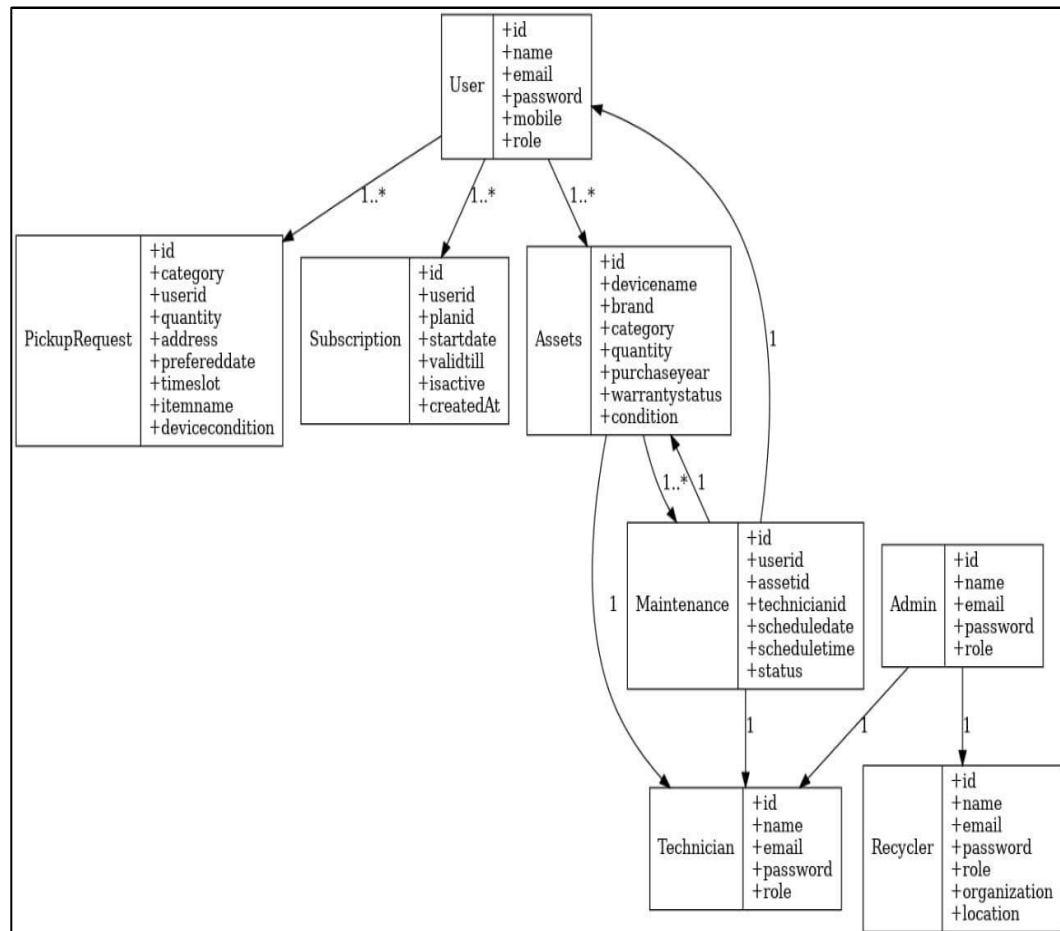 User
+id
+name
+email
+password
+mobile
+role
1..*
1..*
1..*
1
PickupRequest
+id
+category
+userid
+quantity
+address
+prefereddate
+timeslot
+itemname
+devicecondition
Subscription
+id
+userid
+planid
+startdate
+validtill
+isactive
+createdAt
Assets
+id
+devicename
+brand
+category
+quantity
+purchaseyear
+warrantystatus
+condition
1..*
1
1
Maintenance
+id
+userid
+assetid
+technicianid
+scheduledate
+scheduletime
+status
Admin
+id
+name
+email
+password
+role
1
1
1
Technician
+id
+name
+email
+password
+role
Recycler
+id
+name
+email
+password
+role
+organization
+location